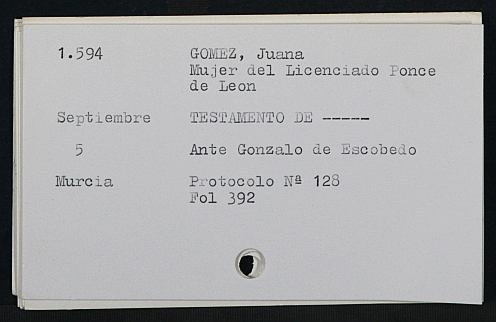 1.594 GOMEZ, Juana
Mujer del Licenciado Ponce
de Leon
Septiembre TESTAMENTO DE -----
5 Ante Gonzalo de Escobedo
Murcia Protocolo Nª 128
Fol 392